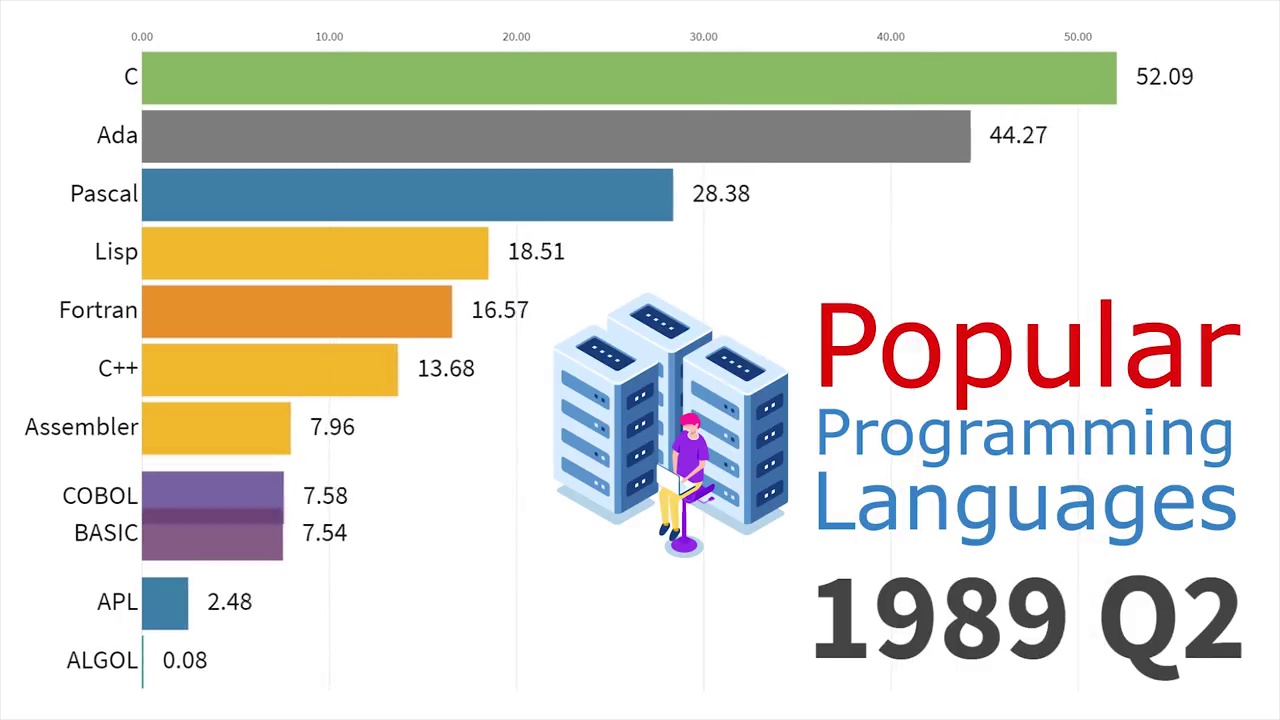 0.00 10.00 20.00 30.00 40.00 50.00
C 52.09
Ada 44.27
Pascal 28.38
Lisp 18.51
Fortran 16.57
C++ 13.68
Assembler 7.96
COBOL 7.58
BASIC 7.54
APL 2.48
ALGOL 0.08
Popular
Programming
Languages
1989 Q2